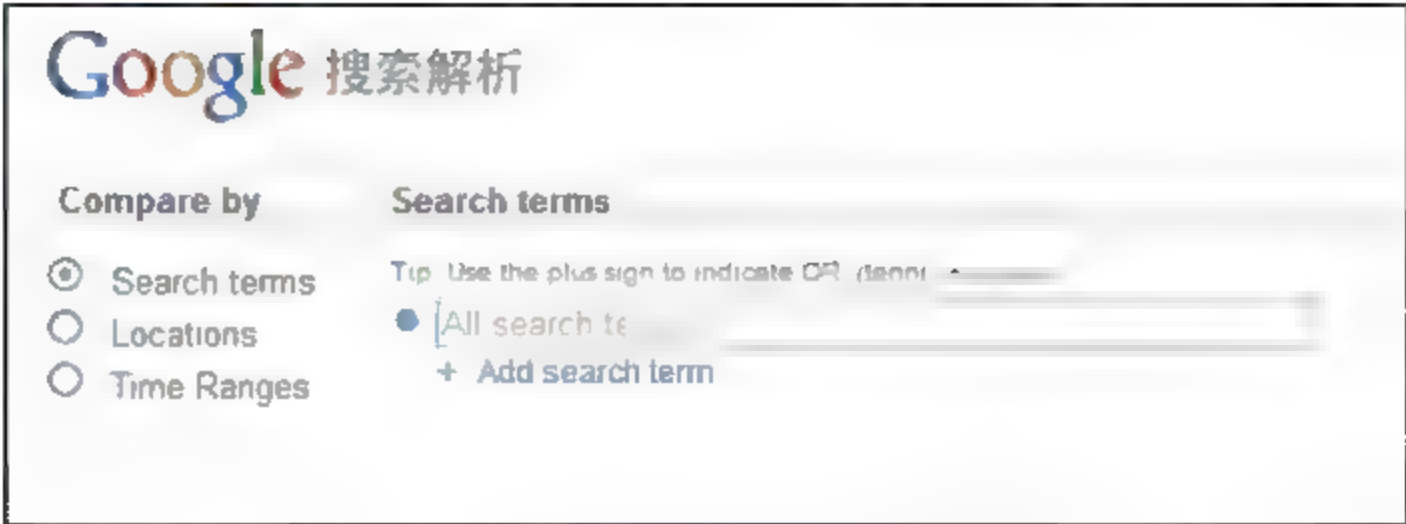 Google 搜索解析
Compare by
Search terms
Search terms
Locations
Time Ranges
Tip Use the plus sign to indicate OR
All search
+ Add search term